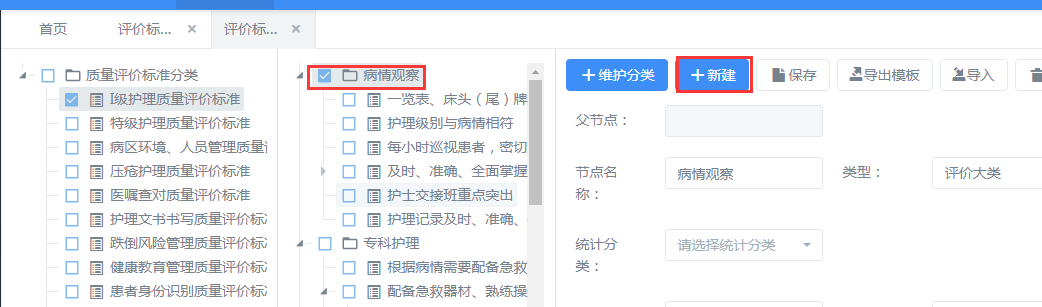 首页
评价标...
评价标...
质量评价标准分类
I级护理质量评价标准
特级护理质量评价标准
病区环境、人员管理质量
压疮护理质量评价标准
医嘱查对质量评价标准
护理文书书写质量评价标
跌倒风险管理质量评价标
健康教育管理质量评价标
患者身份识别质量评价标
病情观察
一览表、床头（尾）牌
护理级别与病情相符
每小时巡视患者，密切
及时、准确、全面掌握
护士交接班重点突出
护理记录及时、准确、
专科护理
根据病情需要配备急救
配备急救器材、熟练操
维护分类
新建
保存
导出模板
导入
父节点：
节点名称：
病情观察
类型：
评价大类
统计分类：
请选择统计分类